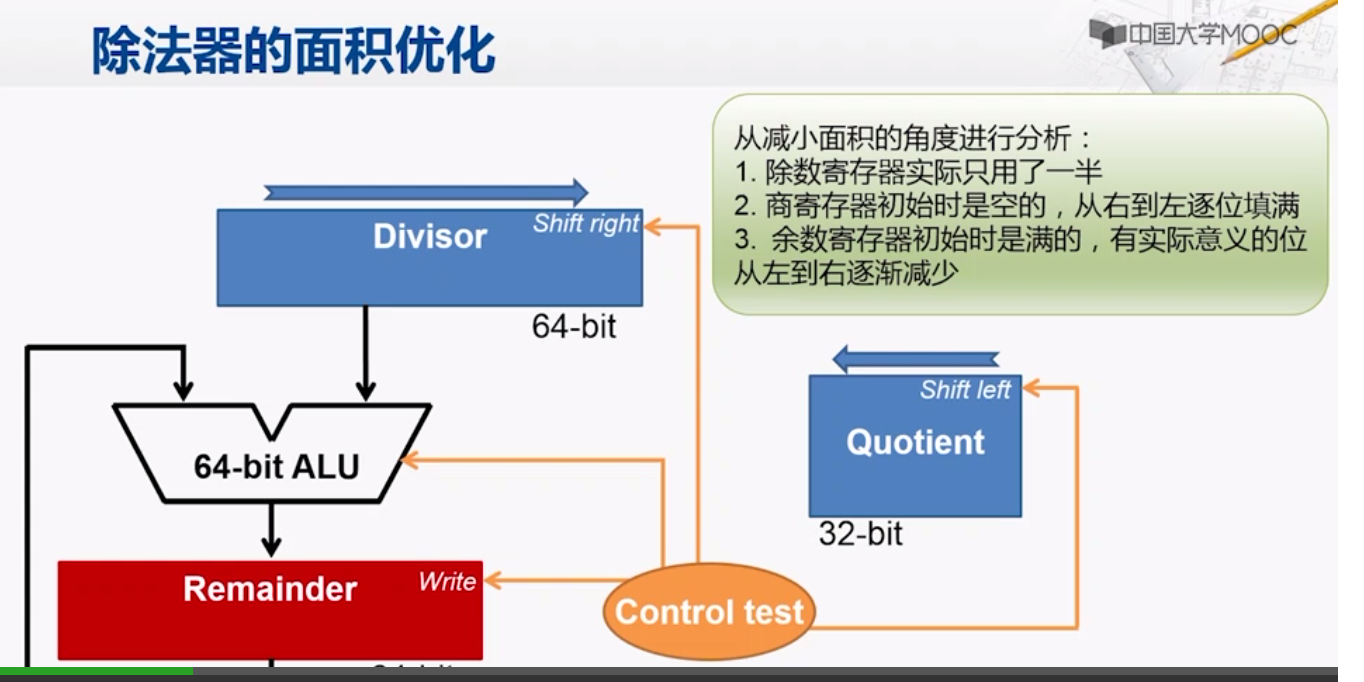 除法器的面积优化
中国大学MOOC
从减小面积的角度进行分析：
1. 除数寄存器实际只用了一半
2. 商寄存器初始时是空的，从右到左逐位填满
3. 余数寄存器初始时是满的，有实际意义的位
从左到右逐渐减少
Shift right
Divisor
64-bit
Shift left
Quotient
32-bit
64-bit ALU
Remainder
Write
Control test